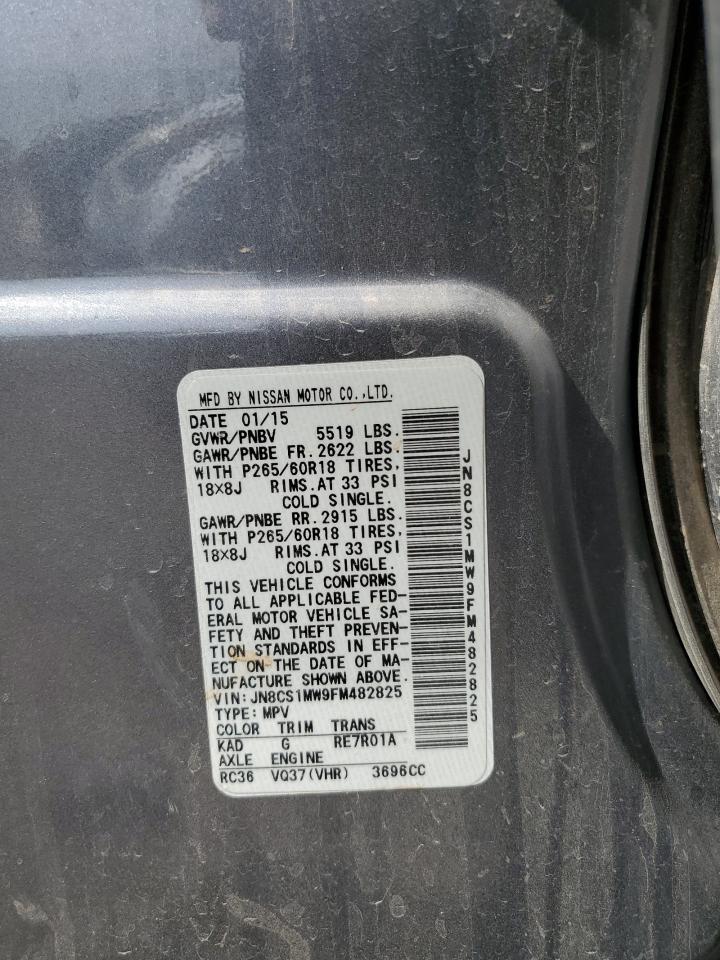 MFD BY NISSAN MOTOR CO.,LTD.
DATE 01/15
GVWR/PNBV 5519 LBS.
GAWR/PNBE FR.2622 LBS.
WITH P265/60R18 TIRES,
18×8J RIMS.AT 33 PSI
COLD SINGLE.
GAWR/PNBE RR.2915 LBS.
WITH P265/60R18 TIRES,
18×8J RIMS.AT 33 PSI
COLD SINGLE.
THIS VEHICLE CONFORMS
TO ALL APPLICABLE FED-
ERAL MOTOR VEHICLE SA-
FETY AND THEFT PREVEN-
TION STANDARDS IN EFF-
ECT ON THE DATE OF MA-
NUFACTURE SHOWN ABOVE.
VIN:JN8CS1MW9FM482825
TYPE:MPV
COLOR TRIM TRANS
KAD G RE7R01A
AXLE ENGINE
RC36 VQ37(VHR) 3696CC
JN8CS1MW9FM482825